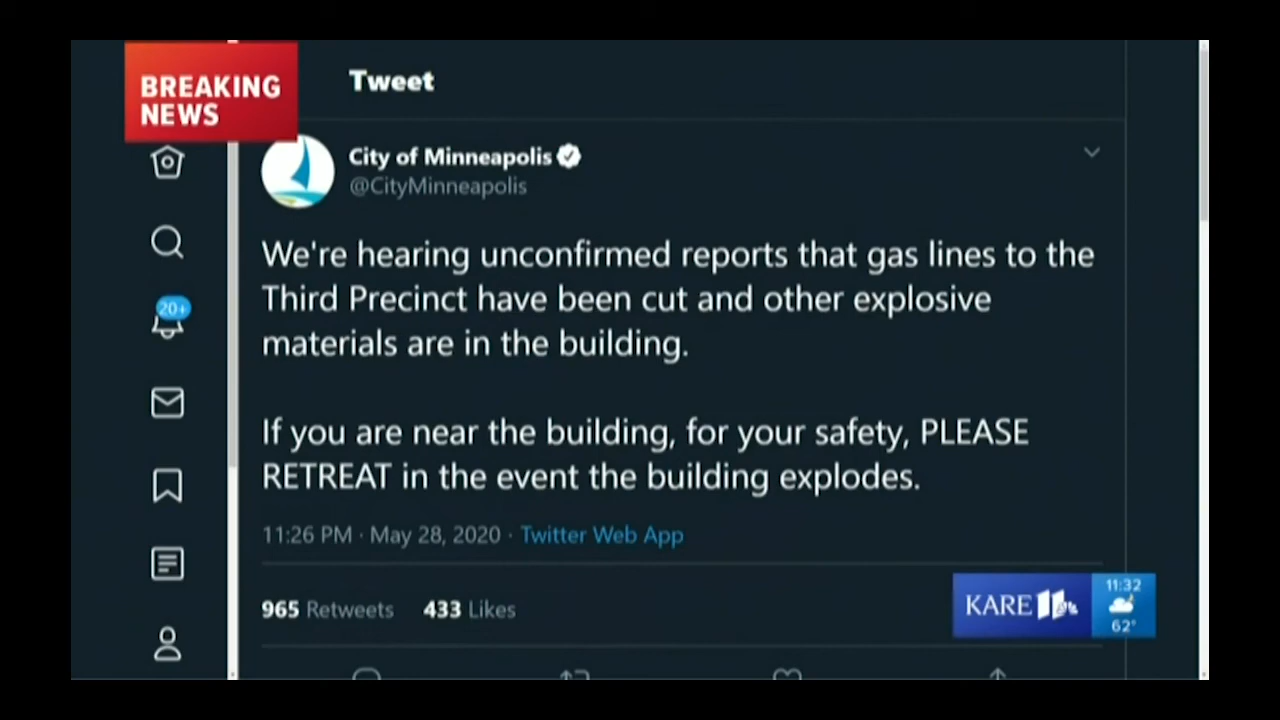 BREAKING
NEWS
Tweet
City of Minneapolis
@CityMinneapolis
20+
We're hearing unconfirmed reports that gas lines to the
Third Precinct have been cut and other explosive
materials are in the building.
If you are near the building, for your safety, PLEASE
RETREAT in the event the building explodes.
11:26 PM · May 28, 2020 · Twitter Web App
965 Retweets 433 Likes
KARE 11
11:32
62°